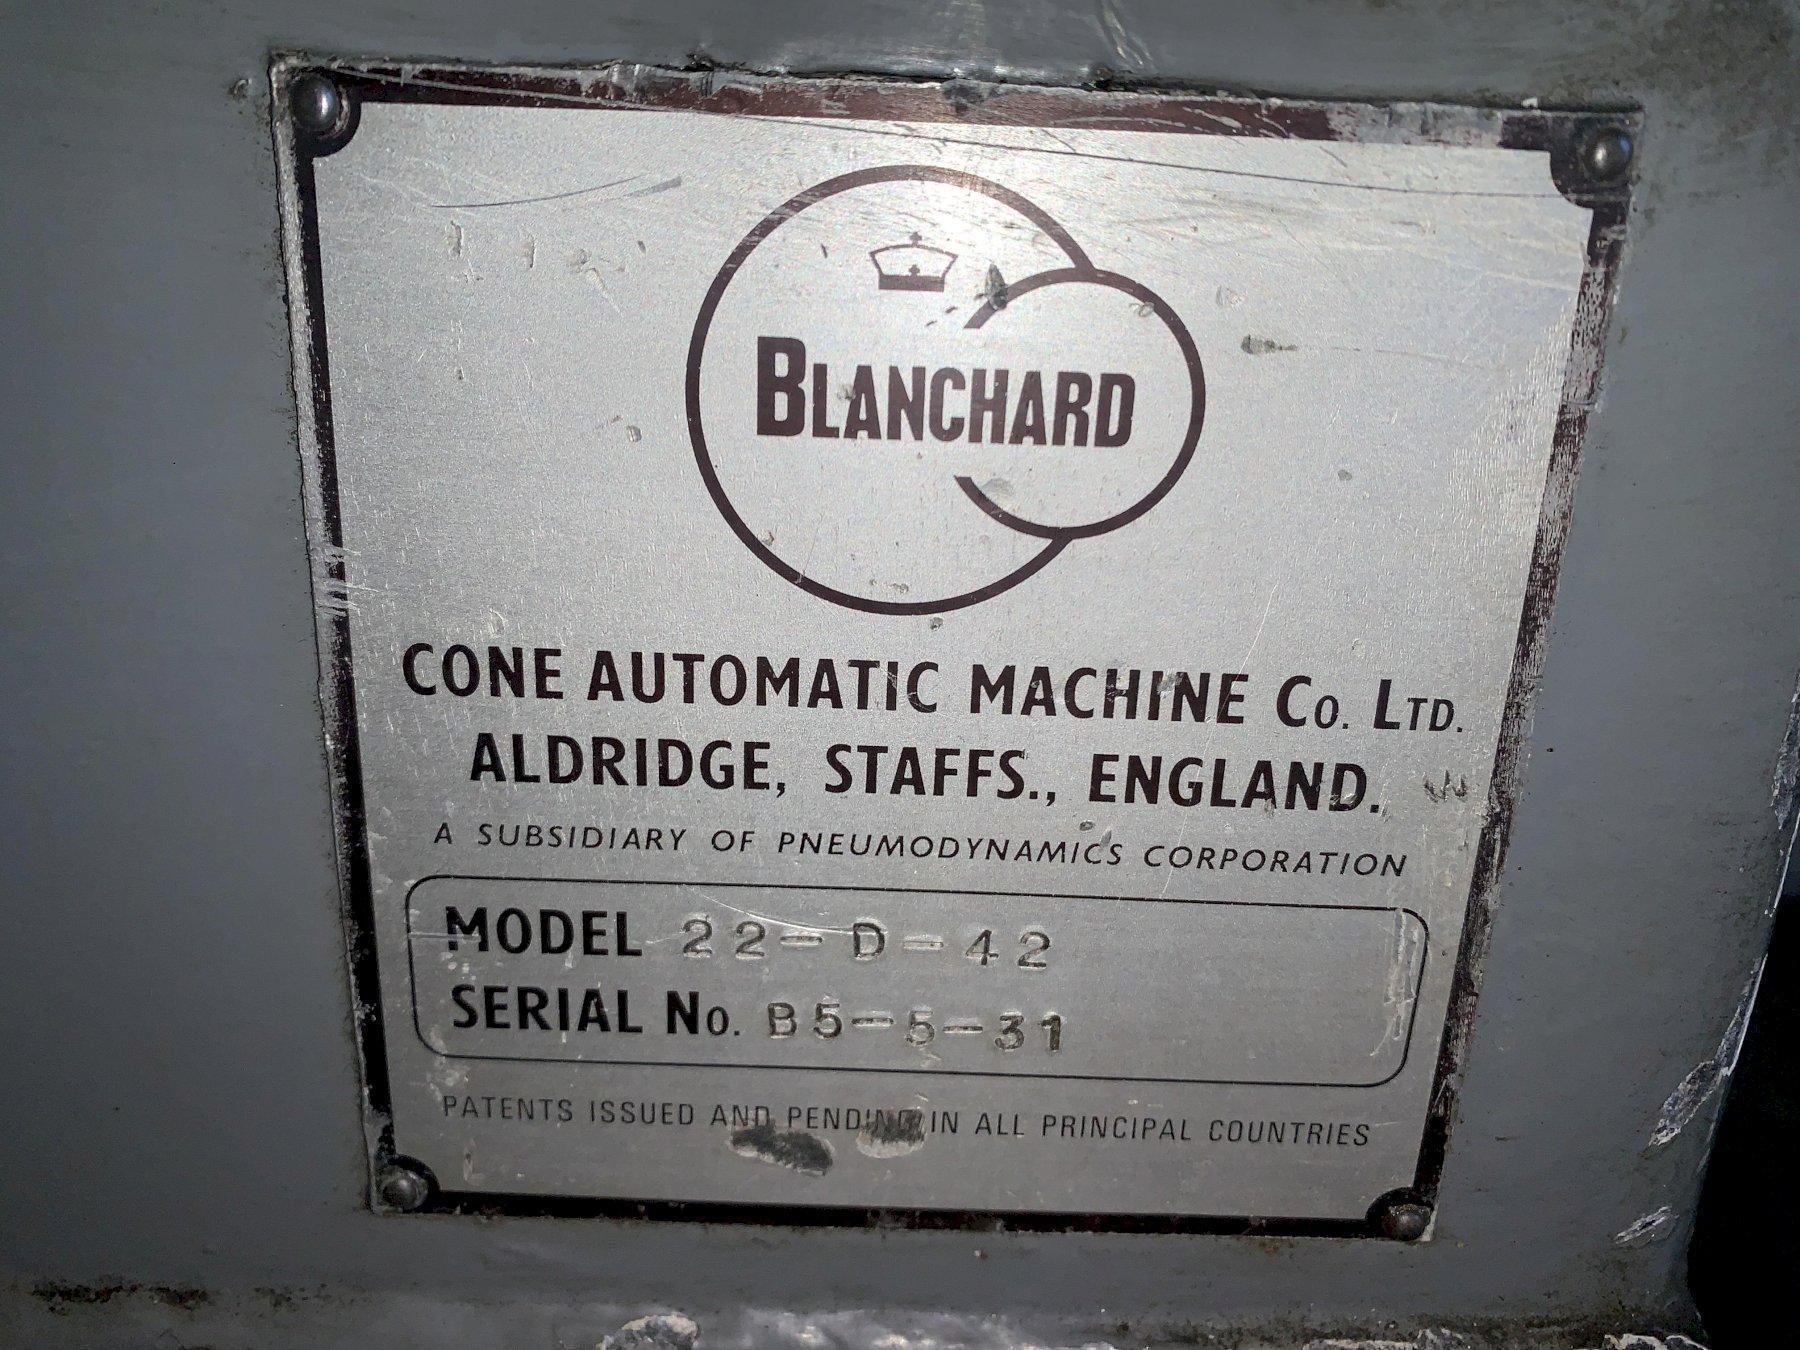 BLANCHARD
CONE AUTOMATIC MACHINE Co. LTD.
ALDRIDGE, STAFFS., ENGLAND.
A SUBSIDIARY OF PNEUMODYNAMICS CORPORATION
MODEL 22-D-42
SERIAL No. B5-5-31
PATENTS ISSUED AND PENDING IN ALL PRINCIPAL COUNTRIES